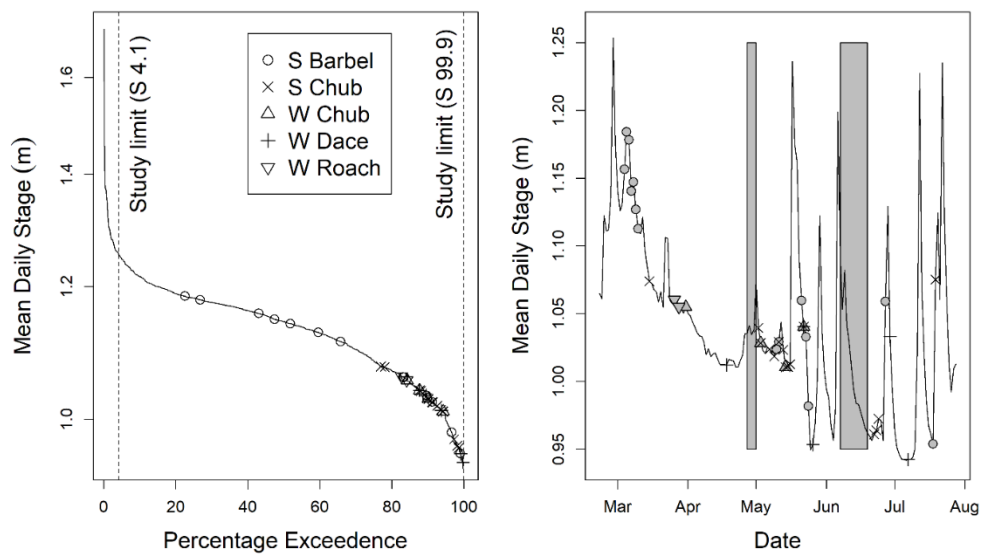 Mean Daily Stage (m)
1.0
1.2
1.4
1.6
Study limit (S 4.1)
S Barbel
S Chub
W Chub
W Dace
W Roach
Study limit (S 99.9)
0 20 40 60 80 100
Percentage Exceedence
Mean Daily Stage (m)
0.95
1.00
1.05
1.10
1.15
1.20
1.25
Mar Apr May Jun Jul Aug
Date